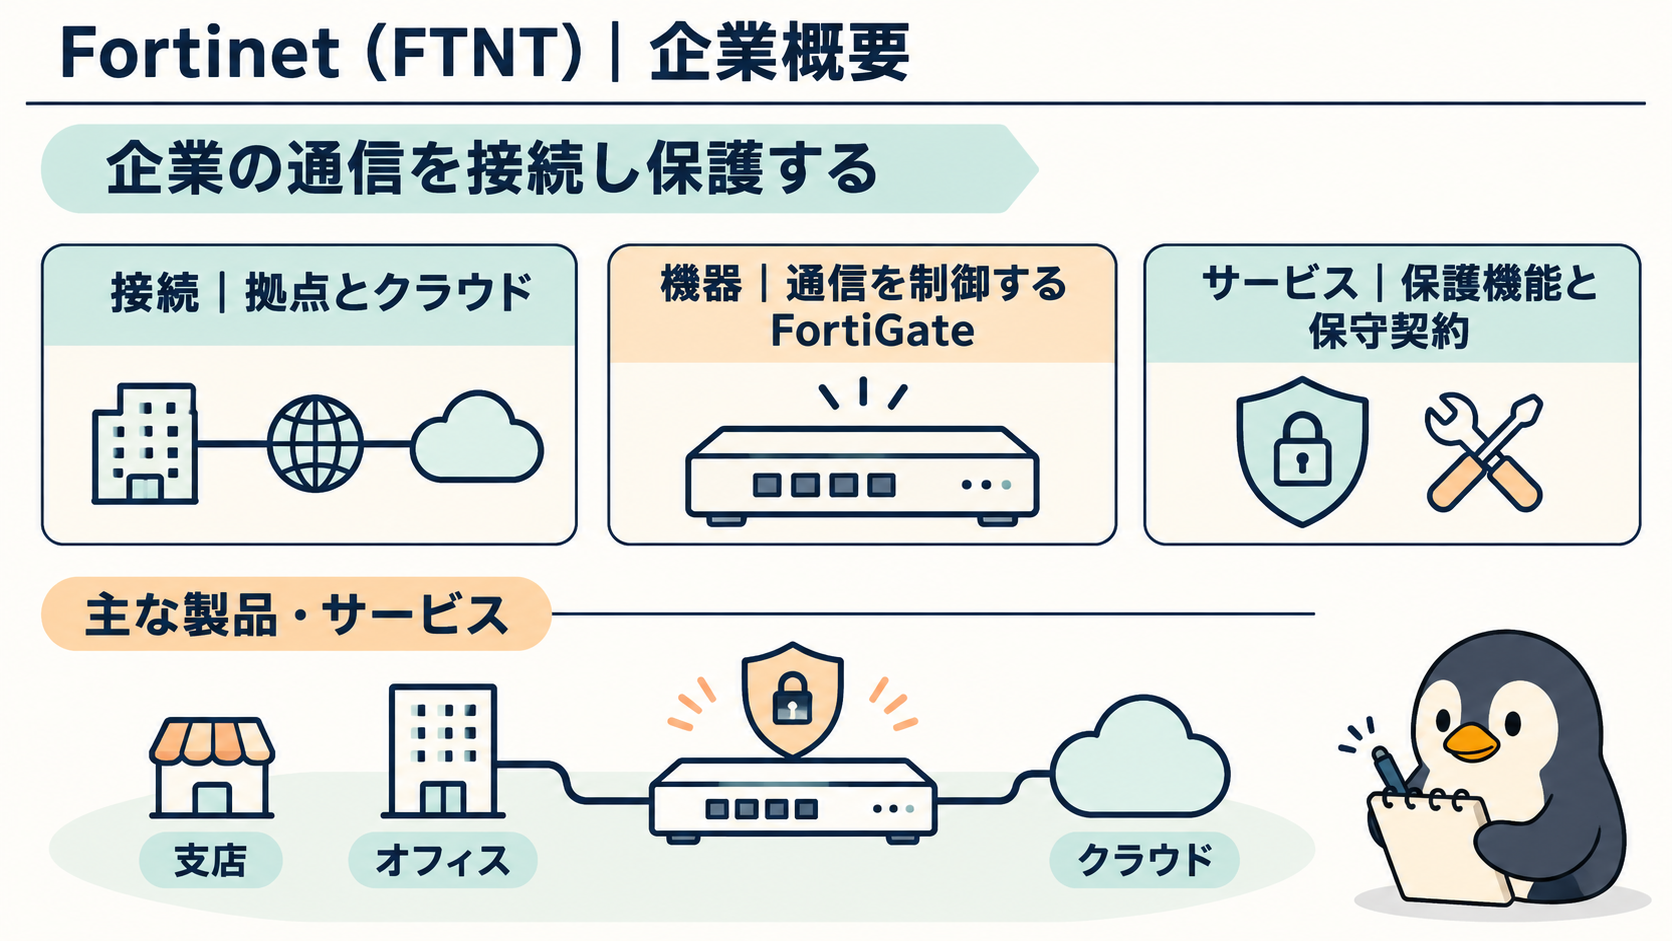 Fortinet（FTNT）｜企業概要
企業の通信を接続し保護する
接続｜拠点とクラウド
機器｜通信を制御する
FortiGate
サービス｜保護機能と
保守契約
主な製品・サービス
支店
オフィス
クラウド